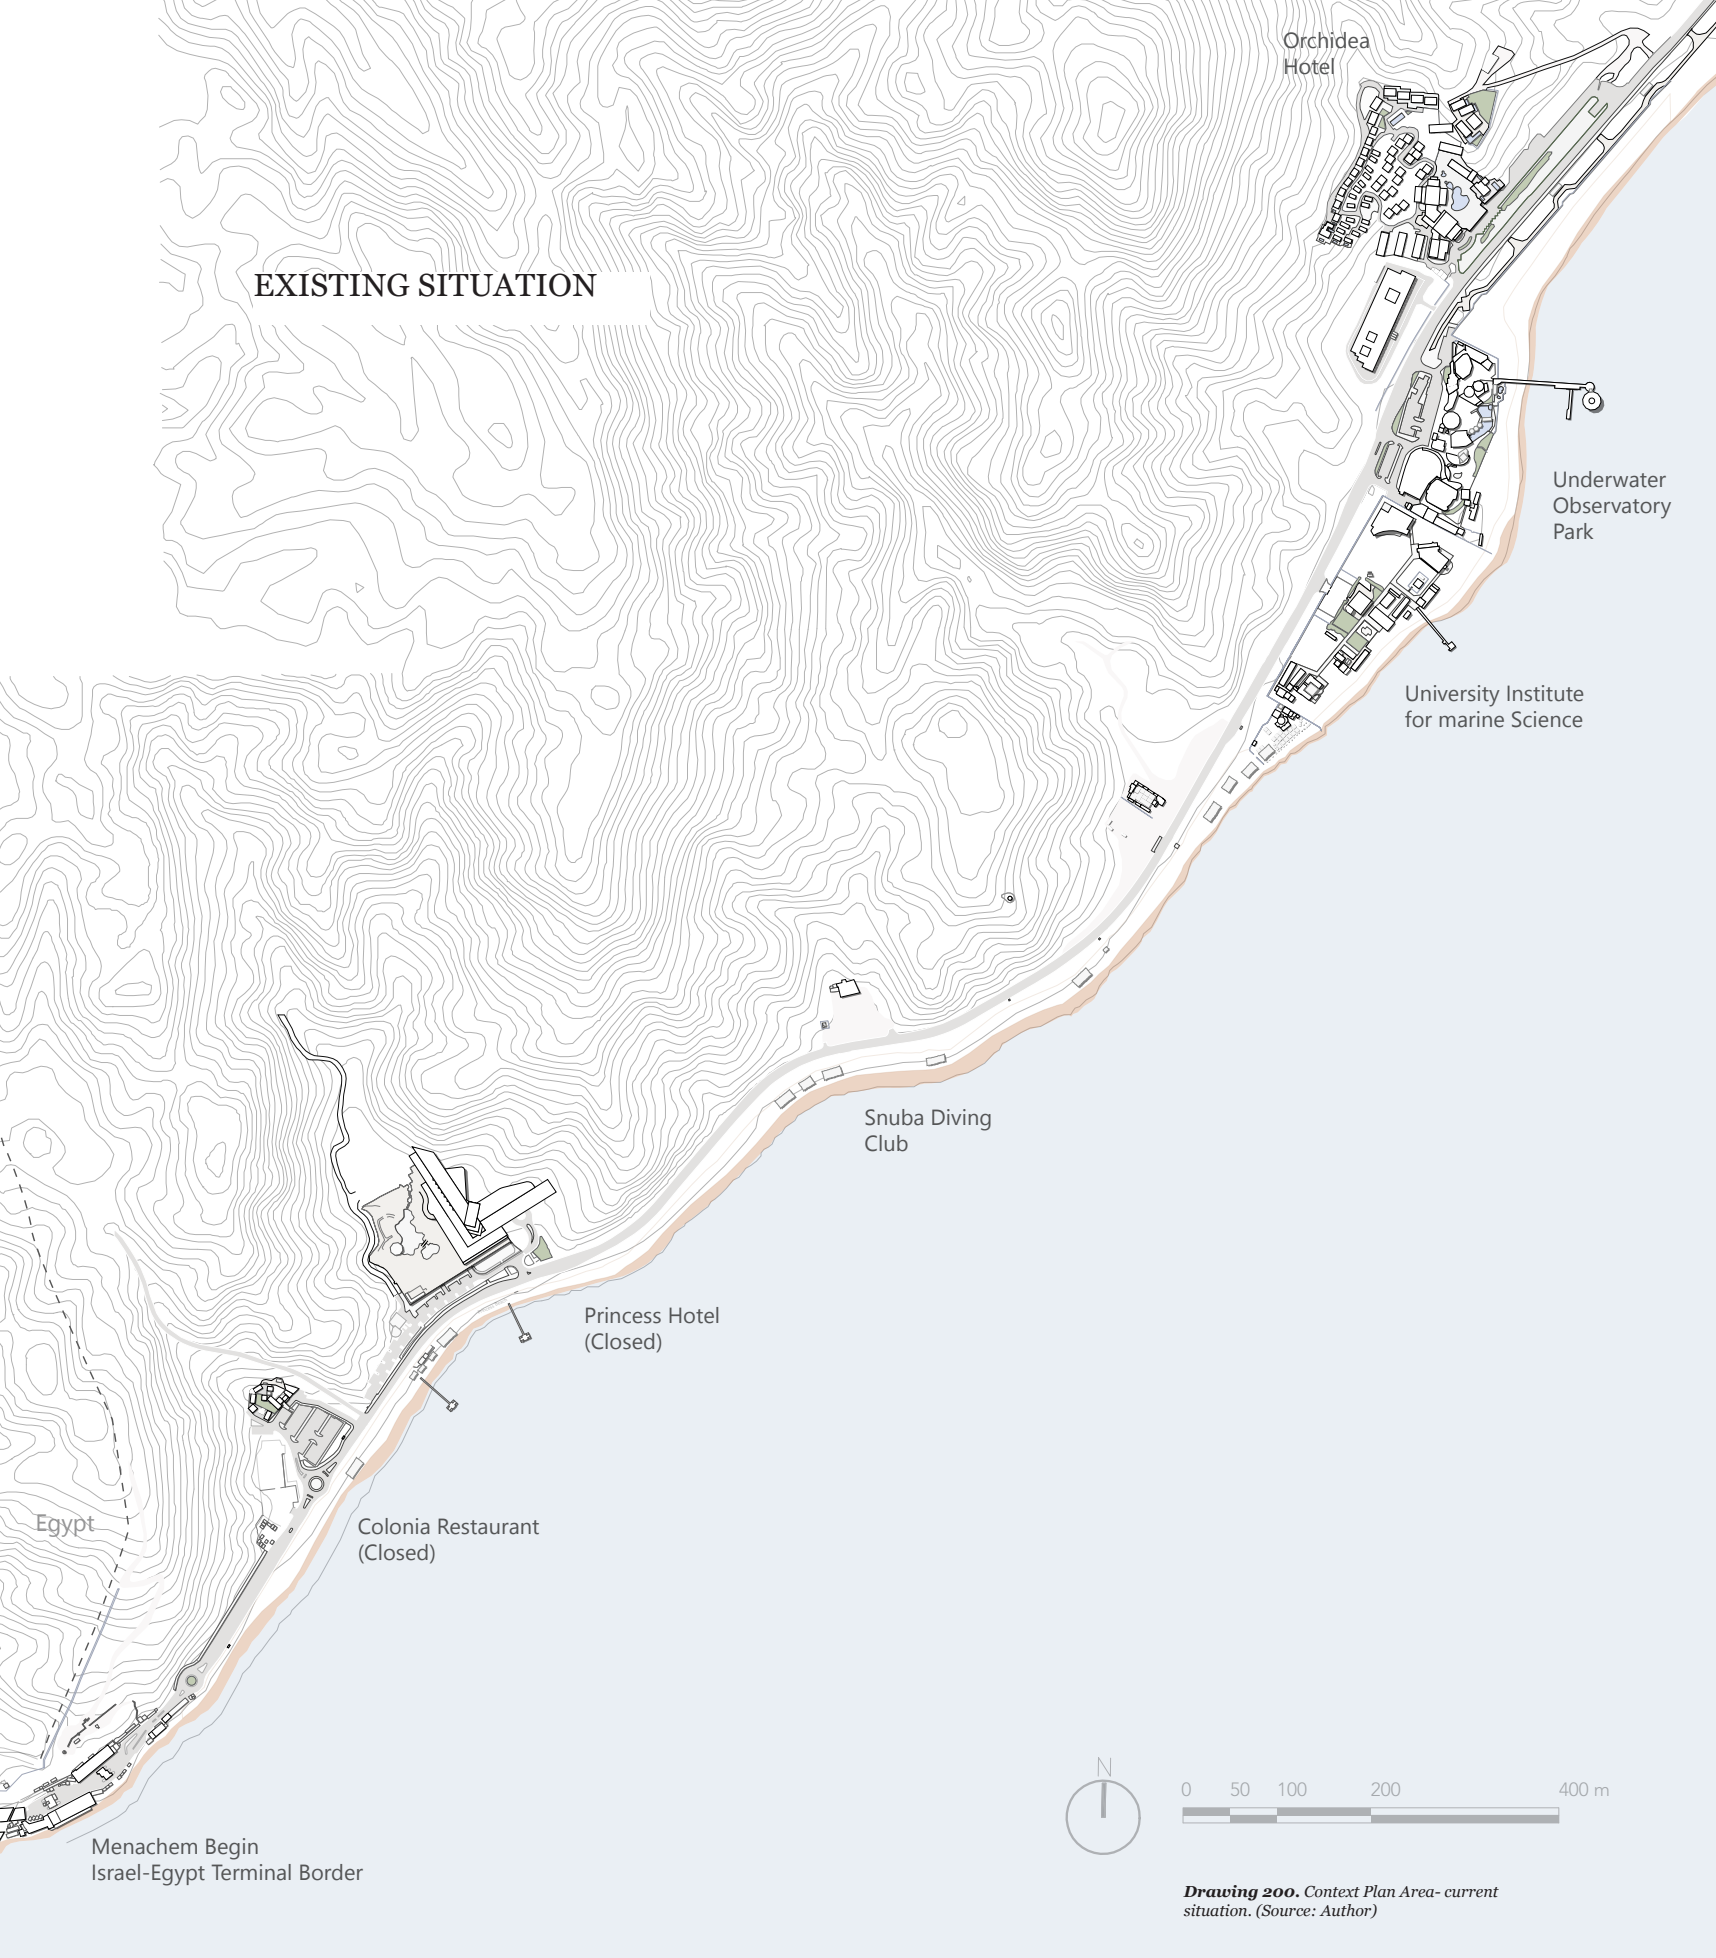 Orchidea
Hotel
EXISTING SITUATION
Underwater
Observatory
Park
University Institute
for marine Science
Snuba Diving
Club
Princess Hotel
(Closed)
Egypt
Colonia Restaurant
(Closed)
Menachem Begin
Israel-Egypt Terminal Border
N
0 50 100 200 400 m
Drawing 200. Context Plan Area- current
situation. (Source: Author)